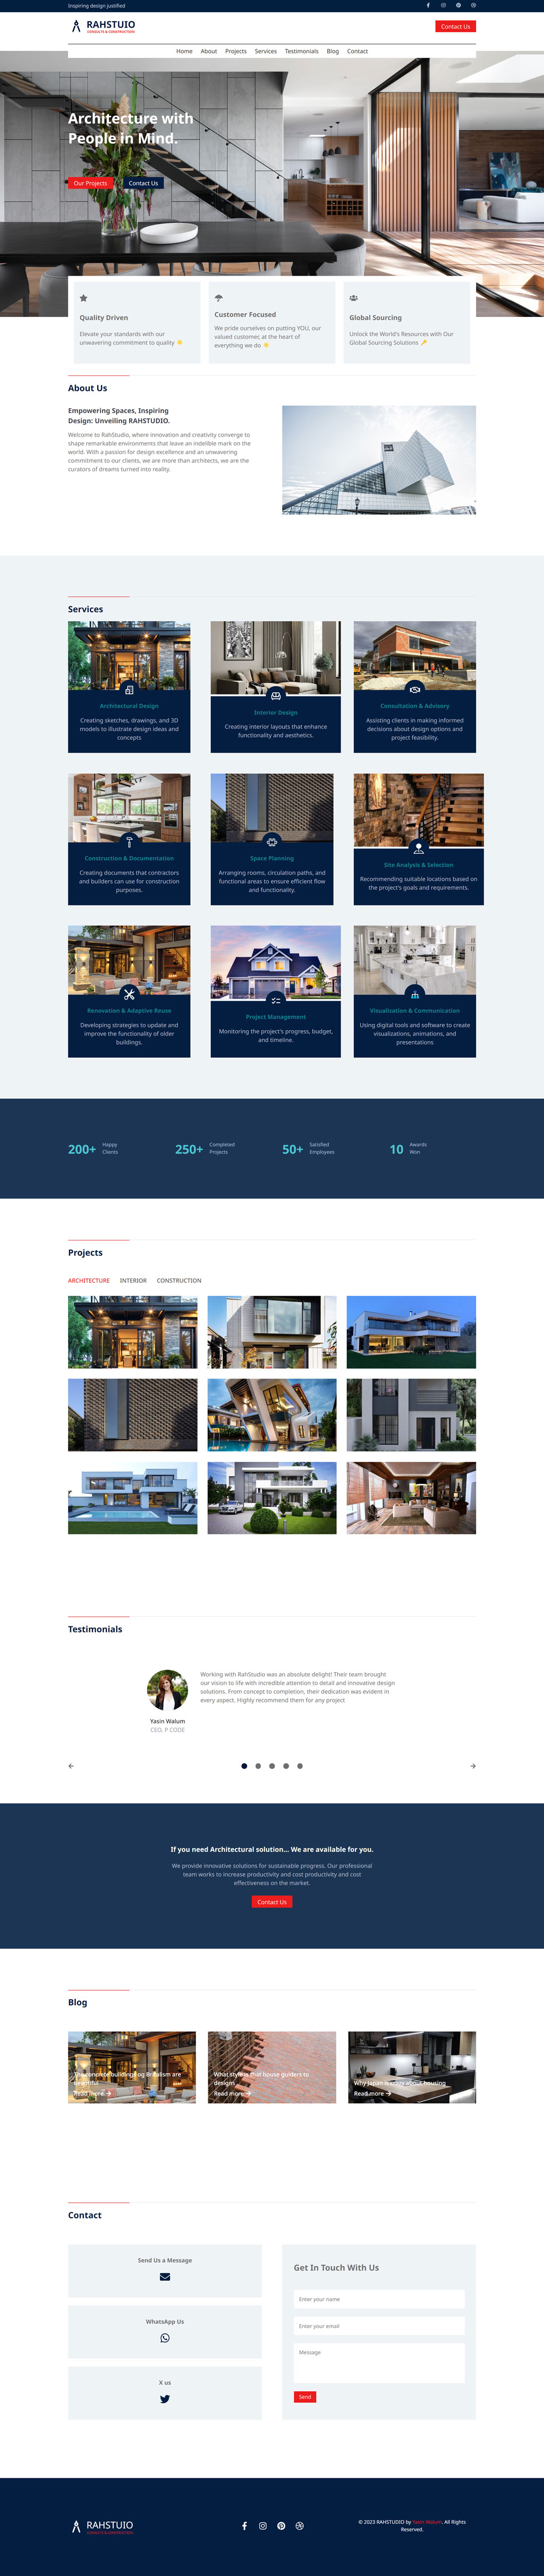 Inspiring design justified
RAHSTUIO
CONSULTS & CONSTRUCTION
Contact Us
Home About Projects Services Testimonials Blog Contact
Architecture with
People in Mind.
Our Projects
Contact Us
Quality Driven
Elevate your standards with our
unwavering commitment to quality
Customer Focused
We pride ourselves on putting YOU, our
valued customer, at the heart of
everything we do
Global Sourcing
Unlock the World's Resources with Our
Global Sourcing Solutions
About Us
Empowering Spaces, Inspiring
Design: Unveiling RAHSTUDIO.
Welcome to RahStudio, where innovation and creativity converge to
shape remarkable environments that leave an indelible mark on the
world. With a passion for design excellence and an unwavering
commitment to our clients, we are more than architects, we are the
curators of dreams turned into reality.
Services
Architectural Design
Creating sketches, drawings, and 3D
models to illustrate design ideas and
concepts
Interior Design
Creating interior layouts that enhance
functionality and aesthetics.
Consultation & Advisory
Assisting clients in making informed
decisions about design options and
project feasibility.
Construction & Documentation
Creating documents that contractors
and builders can use for construction
purposes.
Space Planning
Arranging rooms, circulation paths, and
functional areas to ensure efficient flow
and functionality.
Site Analysis & Selection
Recommending suitable locations based on
the project's goals and requirements.
Renovation & Adaptive Reuse
Developing strategies to update and
improve the functionality of older
buildings.
Project Management
Monitoring the project's progress, budget,
and timeline.
Visualization & Communication
Using digital tools and software to create
visualizations, animations, and
presentations
200+
Happy
Clients
250+
Completed
Projects
50+
Satisfied
Employees
10
Awards
Won
Projects
ARCHITECTURE INTERIOR CONSTRUCTION
Testimonials
Working with RahStudio was an absolute delight! Their team brought
our vision to life with incredible attention to detail and innovative design
solutions. From concept to completion, their dedication was evident in
every aspect. Highly recommend them for any project
Yasin Walum
CEO, P CODE
If you need Architectural solution... We are available for you.
We provide innovative solutions for sustainable progress. Our professional
team works to increase productivity and cost productivity and cost
effectiveness on the market.
Contact Us
Blog
The concrete buildings og Brutalism are
beautiful
Read more
What style is that house guiders to
designs
Read more
Why Japan is crazy about housing
Read more
Contact
Send Us a Message
WhatsApp Us
X us
Get In Touch With Us
Enter your name
Enter your email
Message
Send
RAHSTUIO
CONSULTS & CONSTRUCTION
© 2023 RAHSTUDIO by Yasin Walum. All Rights
Reserved.